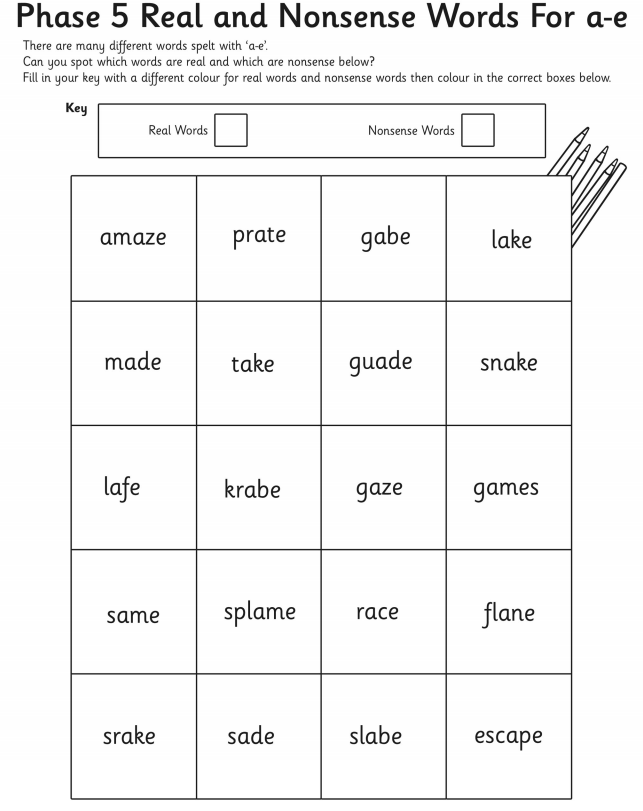 Phase 5 Real and Nonsense Words For a-e
There are many different words spelt with ‘a-e’.
Can you spot which words are real and which are nonsense below?
Fill in your key with a different colour for real words and nonsense words then colour in the correct boxes below.
Key
Real Words Nonsense Words
amaze prate gabe lake
made take guade snake
lafe krabe gaze games
same splame race flane
srake sade slabe escape